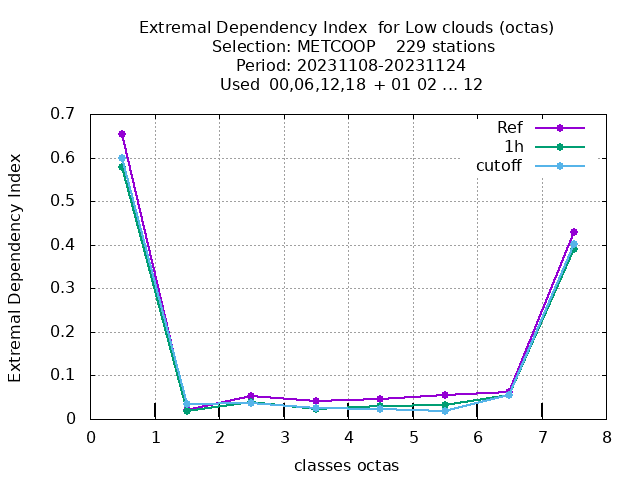 Extremal Dependency Index  for Low clouds (octas)
Selection: METCOOP    229 stations
Period: 20231108-20231124
Used  00,06,12,18  + 01 02 ... 12
Ref
1h
cutoff
Extremal Dependency Index
0.7
0.6
0.5
0.4
0.3
0.2
0.1
0
0 1 2 3 4 5 6 7 8
classes octas